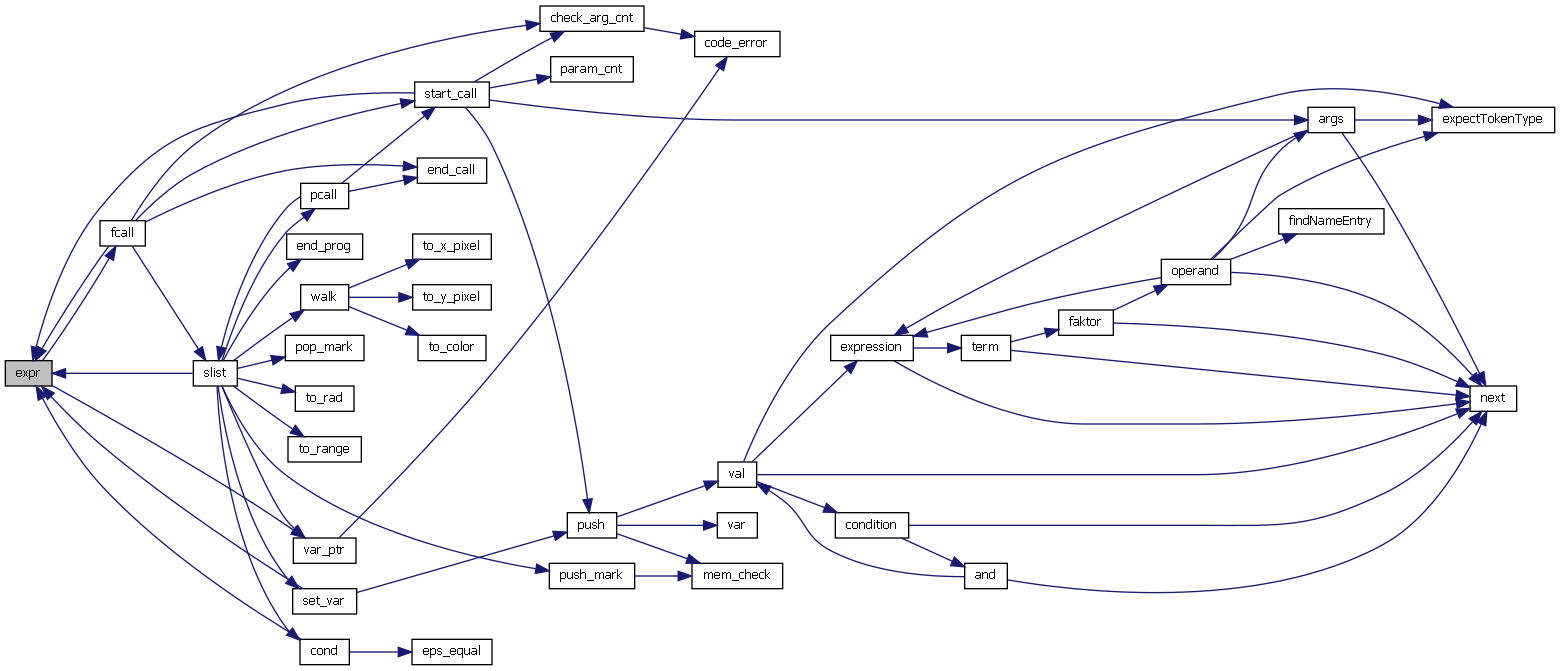 check_arg_cnt
code_error
param_cnt
start_call
args
expectTokenType
end_call
pcall
fcall
findNameEntry
end_prog
to_x_pixel
operand
walk
to_y_pixel
faktor
pop_mark
to_color
expression
term
expr
slist
to_rad
next
to_range
val
push
var
condition
var_ptr
push_mark
mem_check
and
set_var
cond
eps_equal